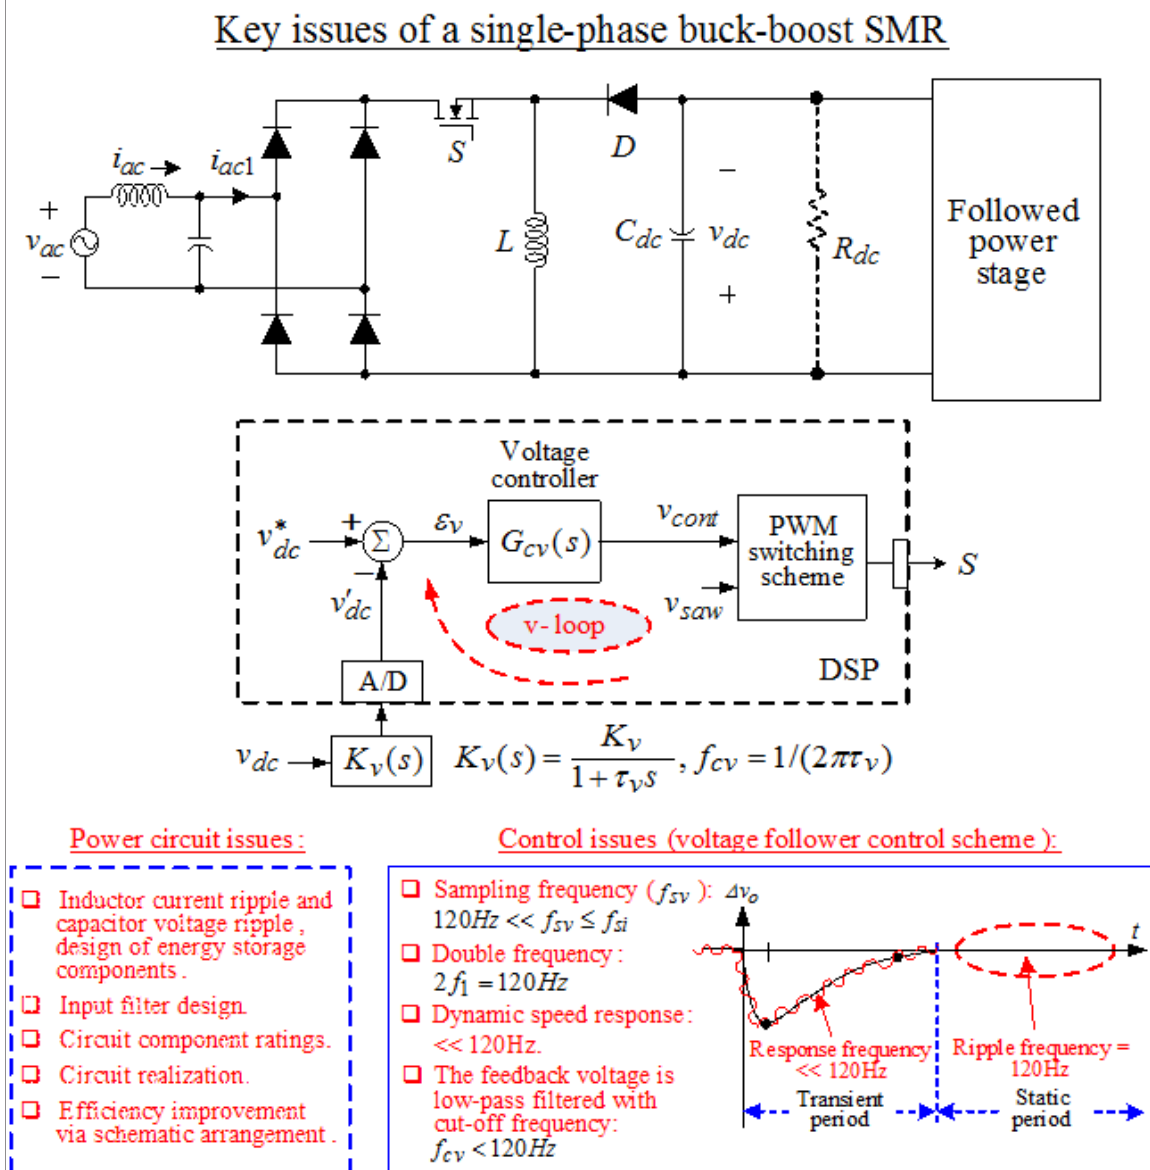 Key issues of a single-phase buck-boost SMR
i_ac
i_ac1
+
v_ac
−
S
L
D
C_dc
−
v_dc
+
R_dc
Followed
power
stage
Voltage
controller
v*_dc
+
Σ
−
ε_v
G_cv(s)
v_cont
v_saw
PWM
switching
scheme
S
v′_dc
v-loop
A/D
DSP
v_dc
K_v(s)
K_v(s) = K_v / (1 + τ_v s) , f_cv = 1/(2πτ_v)
Power circuit issues :
❑ Inductor current ripple and
capacitor voltage ripple ,
design of energy storage
components .
❑ Input filter design.
❑ Circuit component ratings.
❑ Circuit realization.
❑ Efficiency improvement
via schematic arrangement .
Control issues (voltage follower control scheme ):
❑ Sampling frequency ( f_sv ):
120Hz << f_sv ≤ f_si
❑ Double frequency :
2f_1 = 120Hz
❑ Dynamic speed response :
<< 120Hz.
❑ The feedback voltage is
low-pass filtered with
cut-off frequency:
f_cv < 120Hz
Δv_o
t
Response frequency
<< 120Hz
Ripple frequency =
120Hz
Transient
period
Static
period